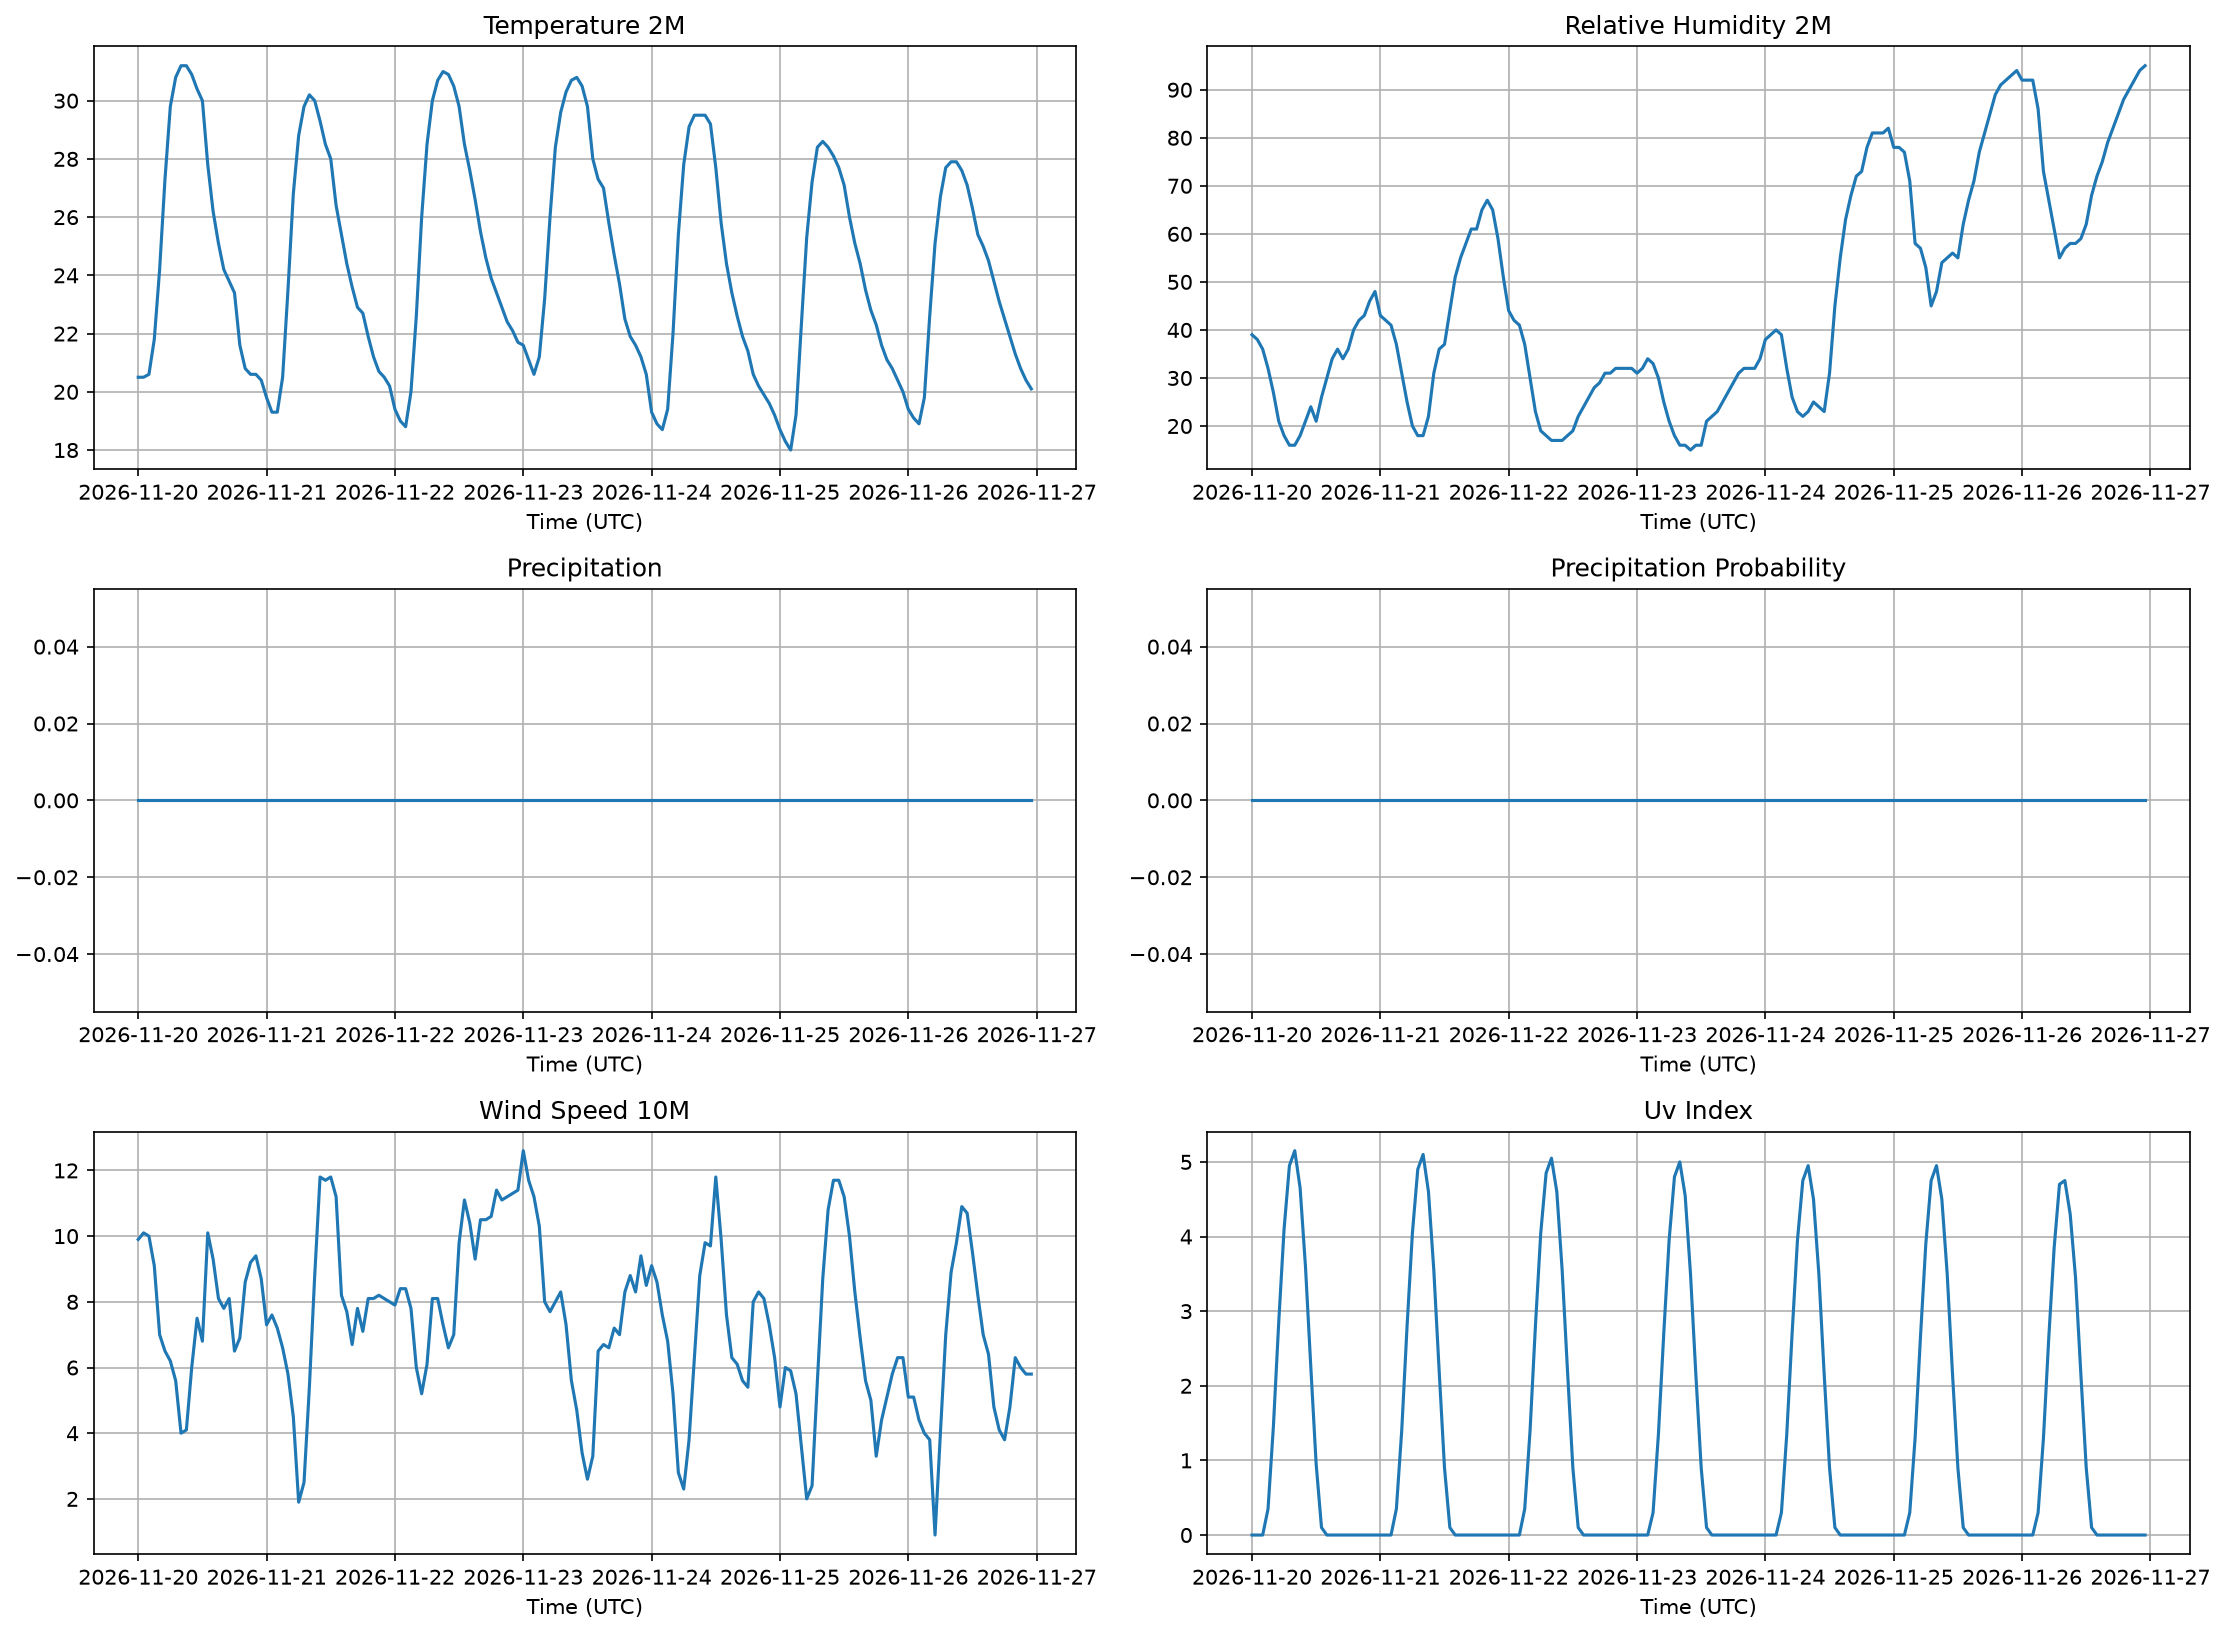 Temperature 2M
30
28
26
24
22
20
18
2026-11-20 2026-11-21 2026-11-22 2026-11-23 2026-11-24 2026-11-25 2026-11-26 2026-11-27
Time (UTC)
Relative Humidity 2M
90
80
70
60
50
40
30
20
2026-11-20 2026-11-21 2026-11-22 2026-11-23 2026-11-24 2026-11-25 2026-11-26 2026-11-27
Time (UTC)
Precipitation
0.04
0.02
0.00
−0.02
−0.04
2026-11-20 2026-11-21 2026-11-22 2026-11-23 2026-11-24 2026-11-25 2026-11-26 2026-11-27
Time (UTC)
Precipitation Probability
0.04
0.02
0.00
−0.02
−0.04
2026-11-20 2026-11-21 2026-11-22 2026-11-23 2026-11-24 2026-11-25 2026-11-26 2026-11-27
Time (UTC)
Wind Speed 10M
12
10
8
6
4
2
2026-11-20 2026-11-21 2026-11-22 2026-11-23 2026-11-24 2026-11-25 2026-11-26 2026-11-27
Time (UTC)
Uv Index
5
4
3
2
1
0
2026-11-20 2026-11-21 2026-11-22 2026-11-23 2026-11-24 2026-11-25 2026-11-26 2026-11-27
Time (UTC)